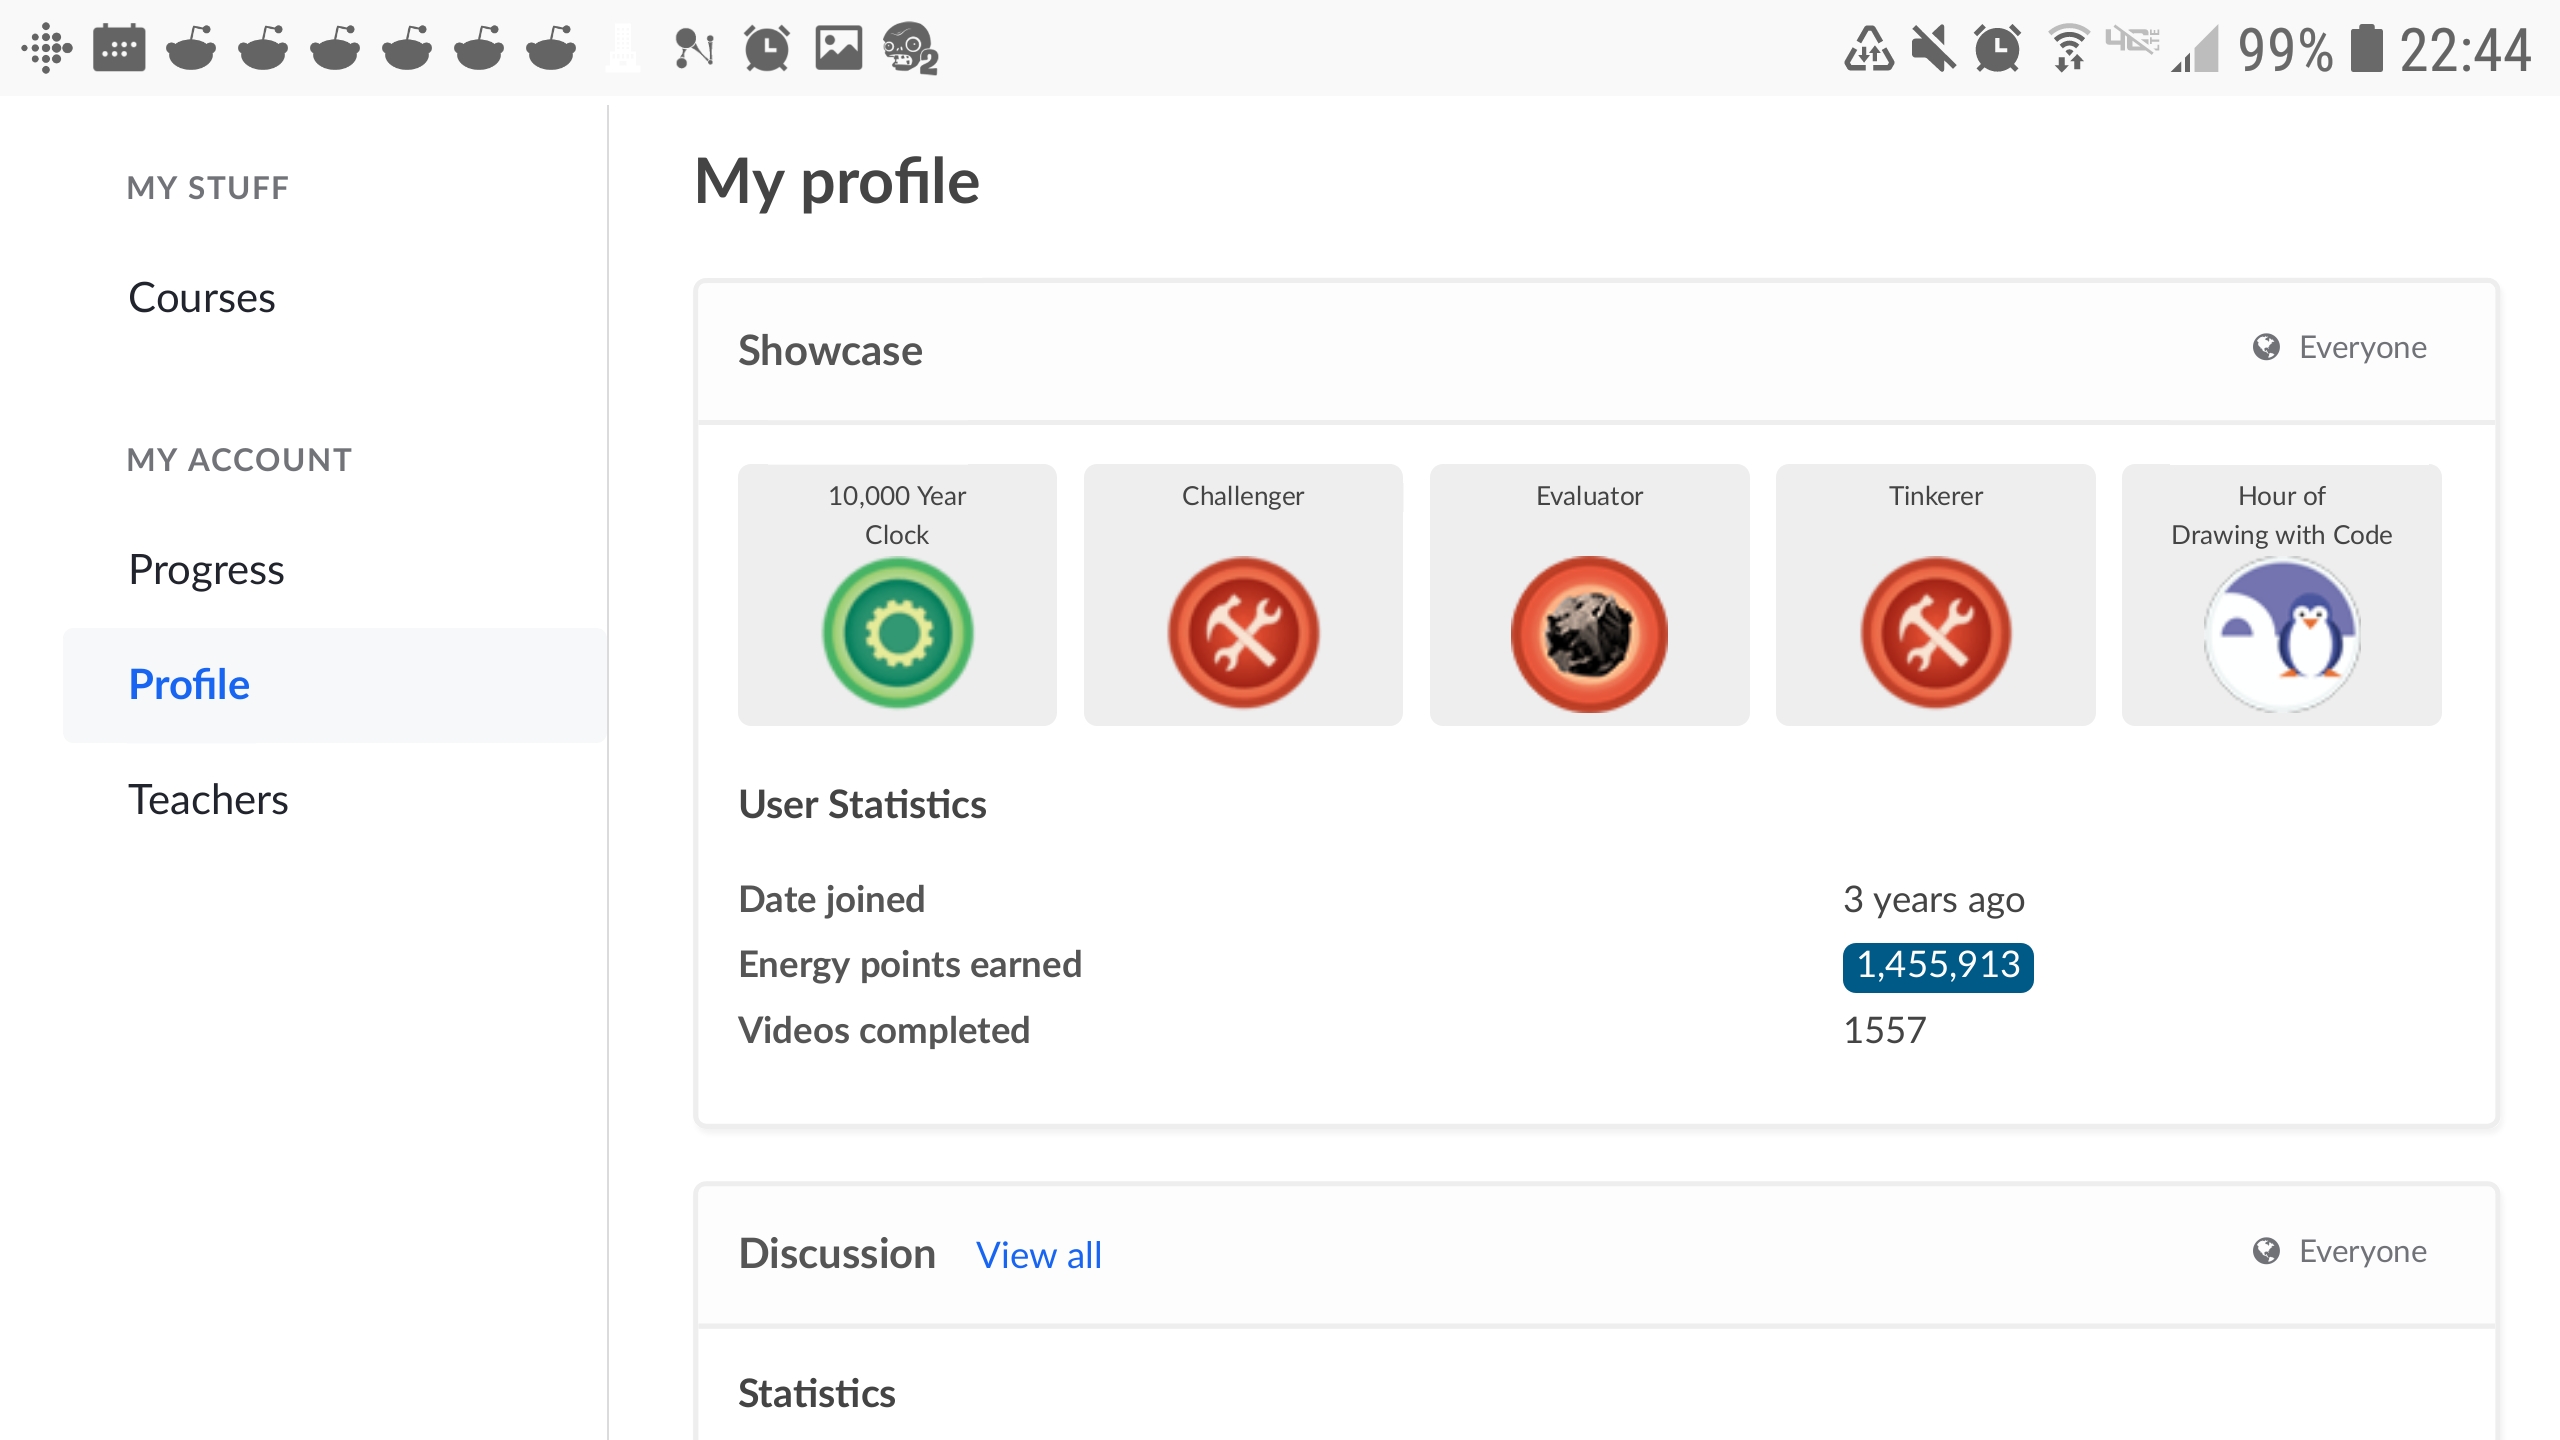 99% 22:44
MY STUFF
Courses
MY ACCOUNT
Progress
Profile
Teachers
My profile
Showcase
Everyone
10,000 Year
Clock
Challenger
Evaluator
Tinkerer
Hour of
Drawing with Code
User Statistics
Date joined 3 years ago
Energy points earned 1,455,913
Videos completed 1557
Discussion View all
Everyone
Statistics